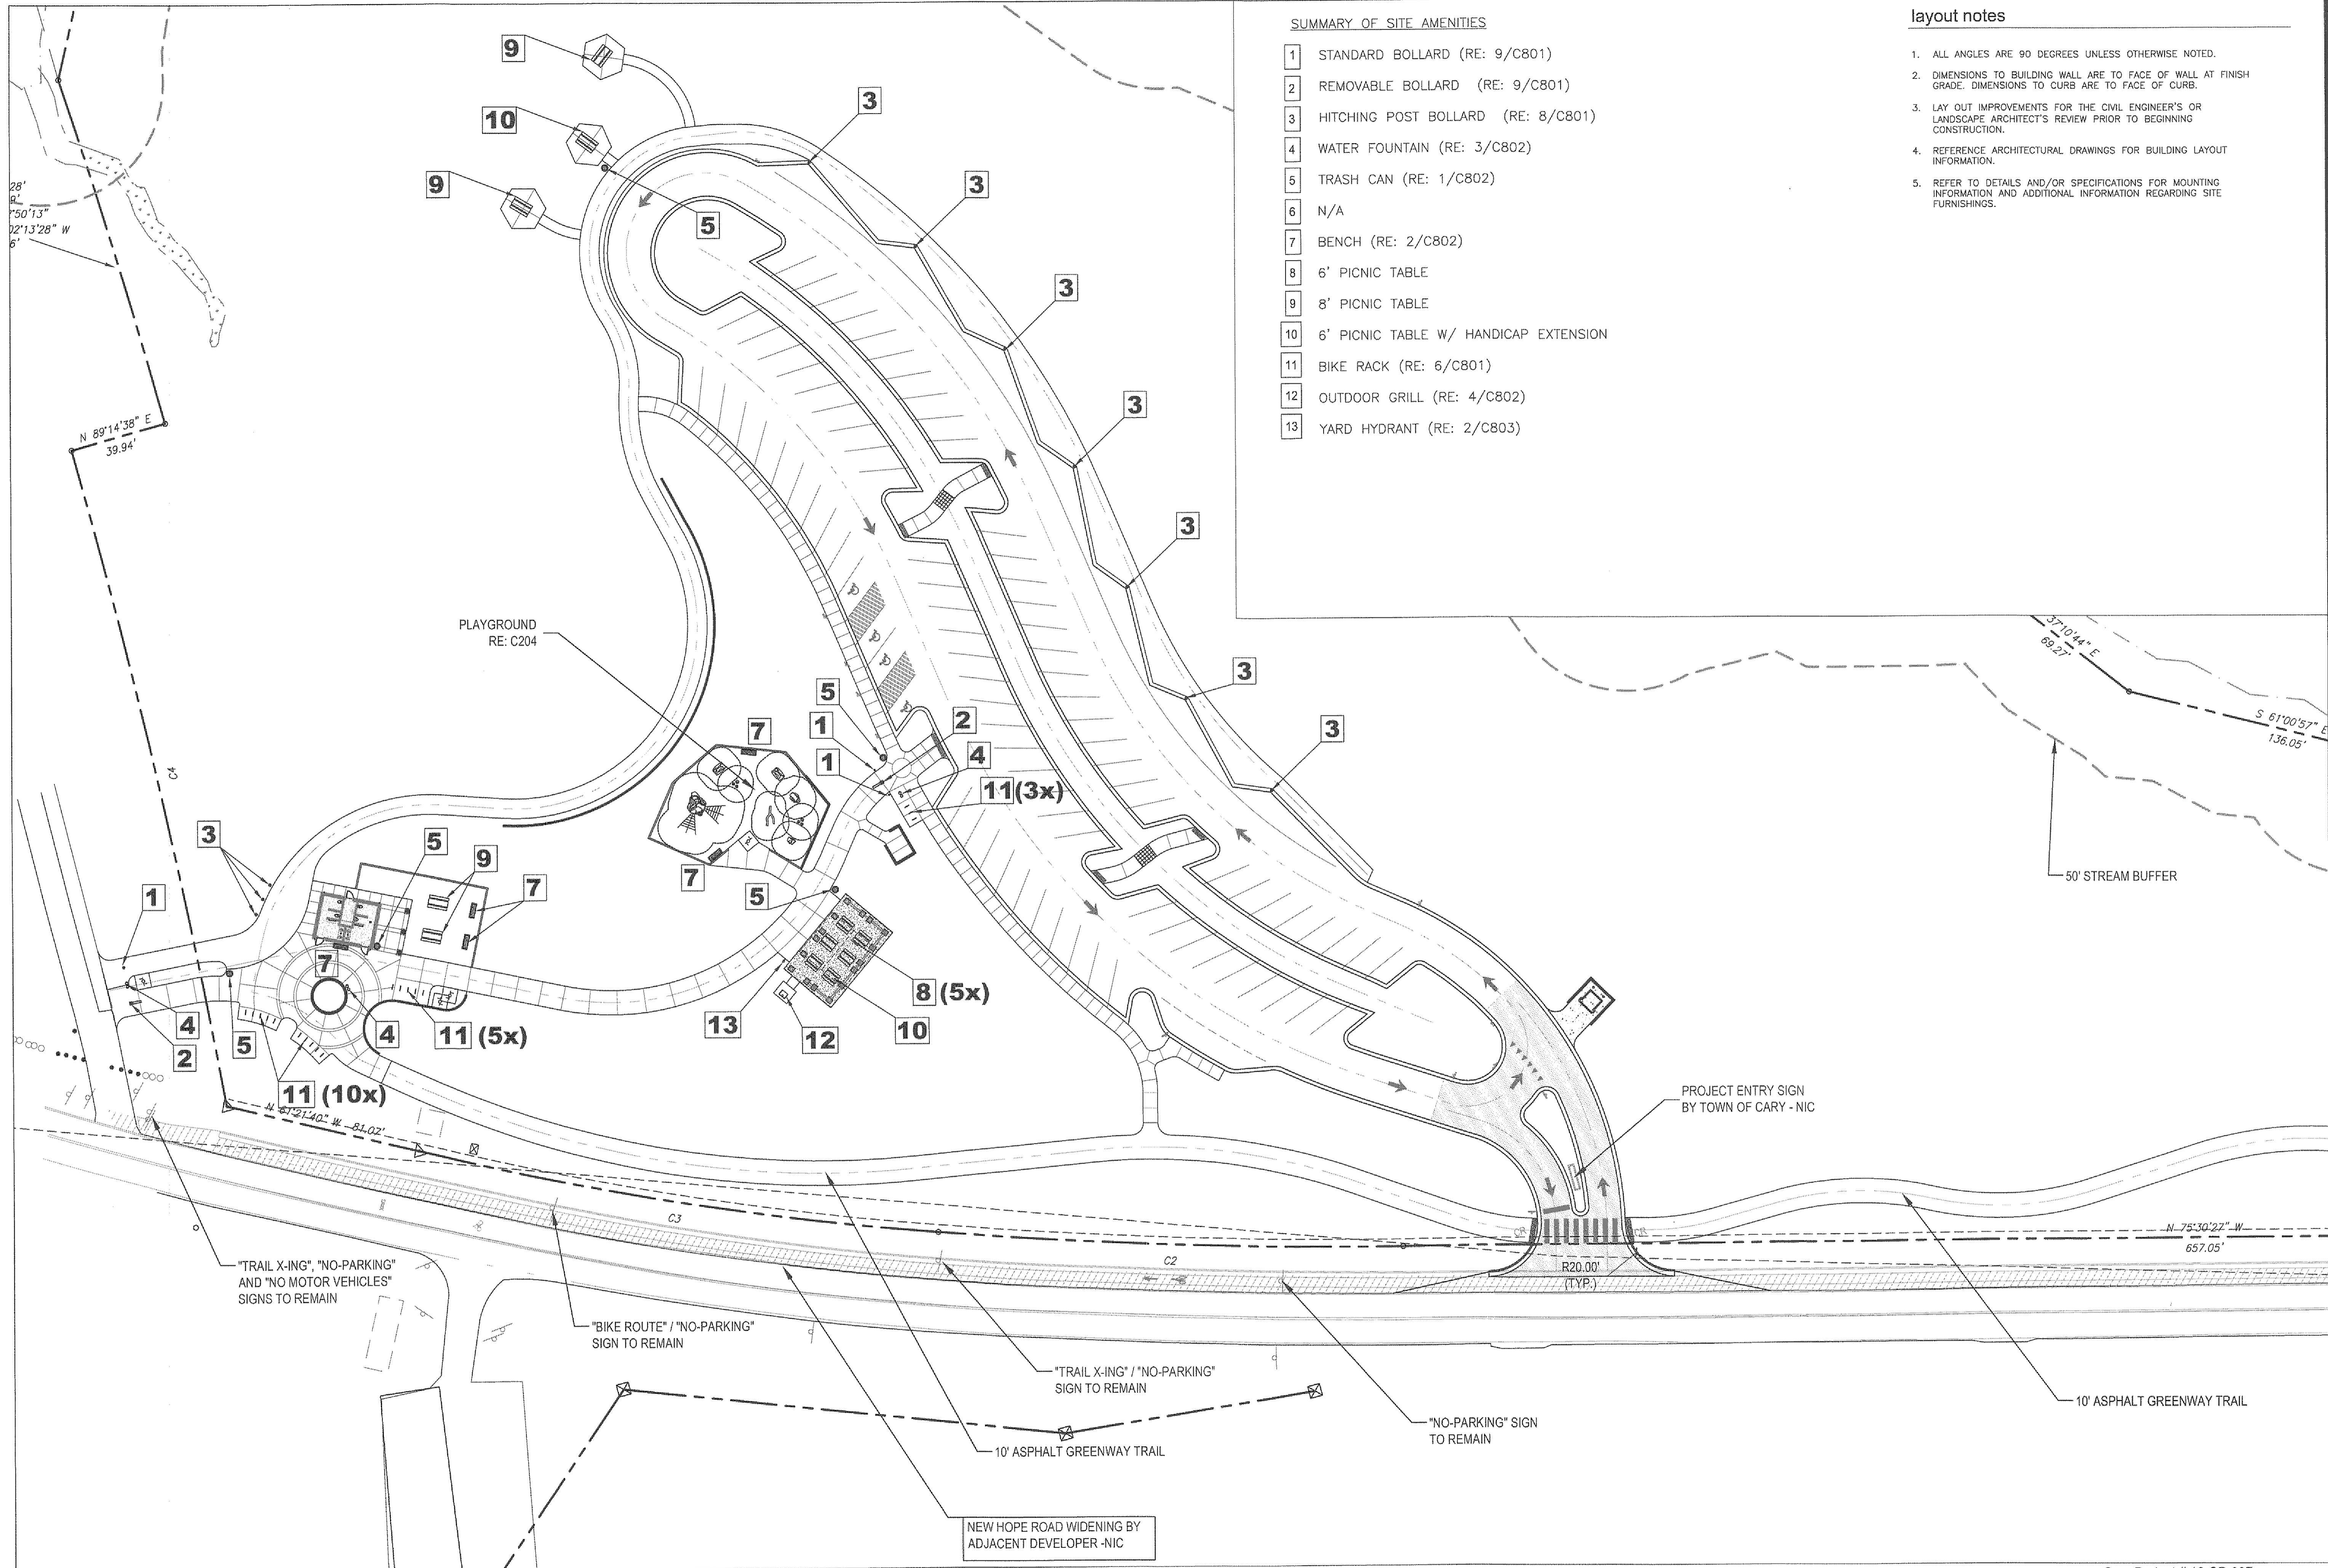 SUMMARY OF SITE AMENITIES
1 STANDARD BOLLARD (RE: 9/C801)
2 REMOVABLE BOLLARD (RE: 9/C801)
3 HITCHING POST BOLLARD (RE: 8/C801)
4 WATER FOUNTAIN (RE: 3/C802)
5 TRASH CAN (RE: 1/C802)
6 N/A
7 BENCH (RE: 2/C802)
8 6' PICNIC TABLE
9 8' PICNIC TABLE
10 6' PICNIC TABLE W/ HANDICAP EXTENSION
11 BIKE RACK (RE: 6/C801)
12 OUTDOOR GRILL (RE: 4/C802)
13 YARD HYDRANT (RE: 2/C803)
layout notes
1. ALL ANGLES ARE 90 DEGREES UNLESS OTHERWISE NOTED.
2. DIMENSIONS TO BUILDING WALL ARE TO FACE OF WALL AT FINISH
GRADE. DIMENSIONS TO CURB ARE TO FACE OF CURB.
3. LAY OUT IMPROVEMENTS FOR THE CIVIL ENGINEER'S OR
LANDSCAPE ARCHITECT'S REVIEW PRIOR TO BEGINNING
CONSTRUCTION.
4. REFERENCE ARCHITECTURAL DRAWINGS FOR BUILDING LAYOUT
INFORMATION.
5. REFER TO DETAILS AND/OR SPECIFICATIONS FOR MOUNTING
INFORMATION AND ADDITIONAL INFORMATION REGARDING SITE
FURNISHINGS.
9
10
9
5
3
3
3
3
3
3
3
28'
9'
°50'13"
02°13'28" W
6'
N 89°14'38" E
39.94'
C4
PLAYGROUND
RE: C204
5
1
1
2
4
11 (3x)
7
7
5
37°10'44" E
69.27'
S 61°00'57" E
136.05'
50' STREAM BUFFER
3
5
9
7
1
7
4
2
5
4
11 (5x)
11 (10x)
13
12
8 (5x)
10
N 61°21'40" W 81.02'
PROJECT ENTRY SIGN
BY TOWN OF CARY - NIC
C3
C2
CR
CR
R20.00'
(TYP.)
N 75°30'27" W
657.05'
"TRAIL X-ING", "NO-PARKING"
AND "NO MOTOR VEHICLES"
SIGNS TO REMAIN
"BIKE ROUTE" / "NO-PARKING"
SIGN TO REMAIN
"TRAIL X-ING" / "NO-PARKING"
SIGN TO REMAIN
"NO-PARKING" SIGN
TO REMAIN
10' ASPHALT GREENWAY TRAIL
10' ASPHALT GREENWAY TRAIL
NEW HOPE ROAD WIDENING BY
ADJACENT DEVELOPER -NIC